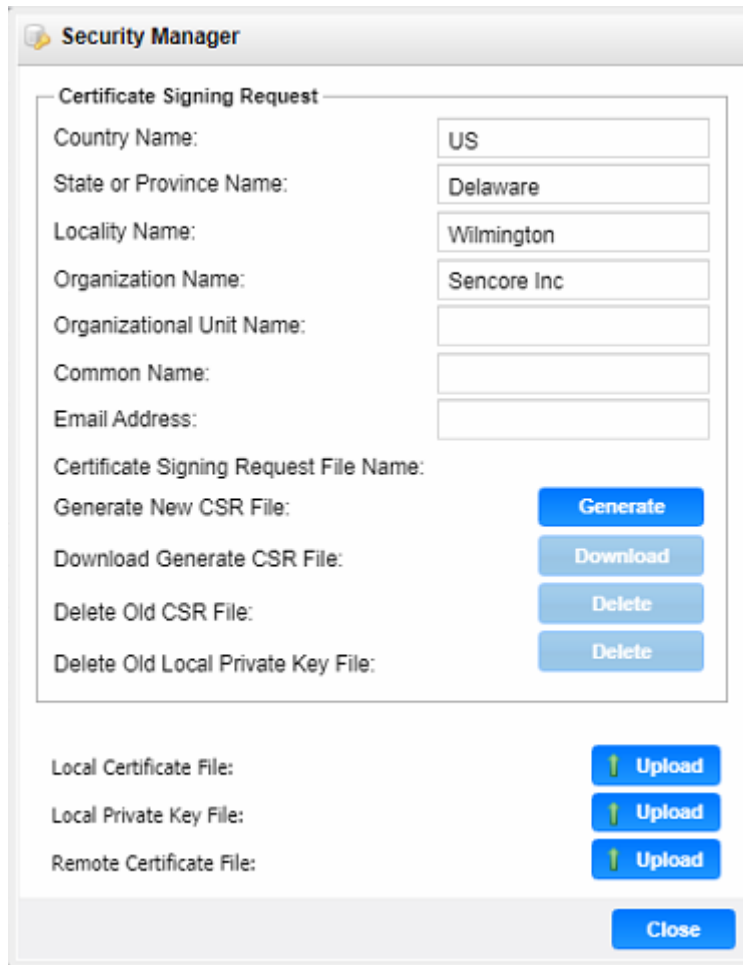 Security Manager
Certificate Signing Request
Country Name: US
State or Province Name: Delaware
Locality Name: Wilmington
Organization Name: Sencore Inc
Organizational Unit Name:
Common Name:
Email Address:
Certificate Signing Request File Name:
Generate New CSR File: Generate
Download Generate CSR File: Download
Delete Old CSR File: Delete
Delete Old Local Private Key File: Delete
Local Certificate File: Upload
Local Private Key File: Upload
Remote Certificate File: Upload
Close